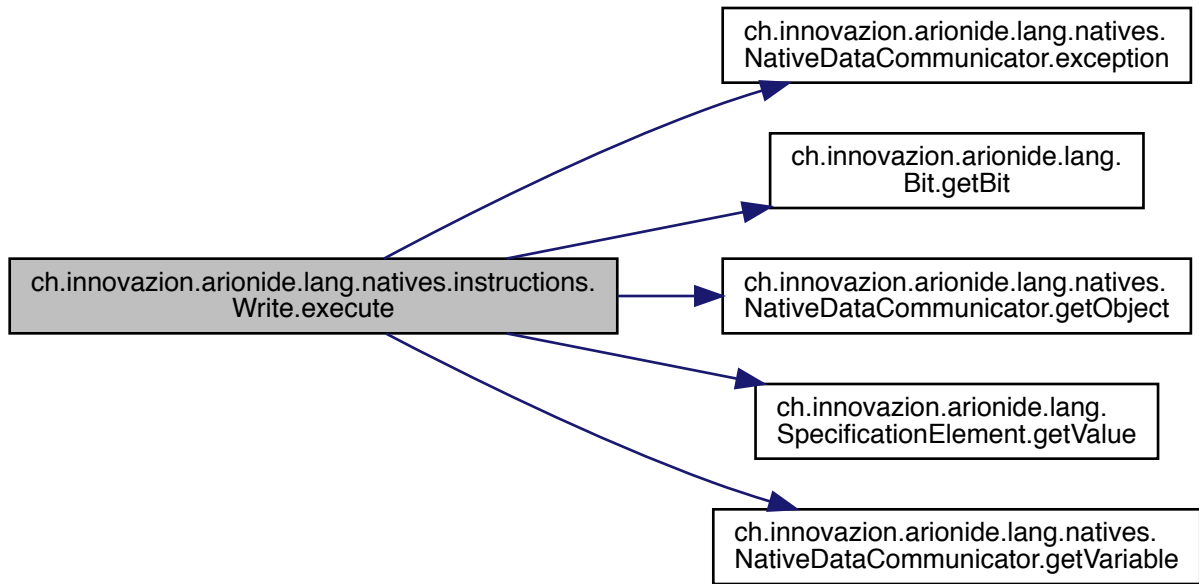 ch.innovazion.arionide.lang.natives.
NativeDataCommunicator.exception
ch.innovazion.arionide.lang.
Bit.getBit
ch.innovazion.arionide.lang.natives.instructions.
Write.execute
ch.innovazion.arionide.lang.natives.
NativeDataCommunicator.getObject
ch.innovazion.arionide.lang.
SpecificationElement.getValue
ch.innovazion.arionide.lang.natives.
NativeDataCommunicator.getVariable